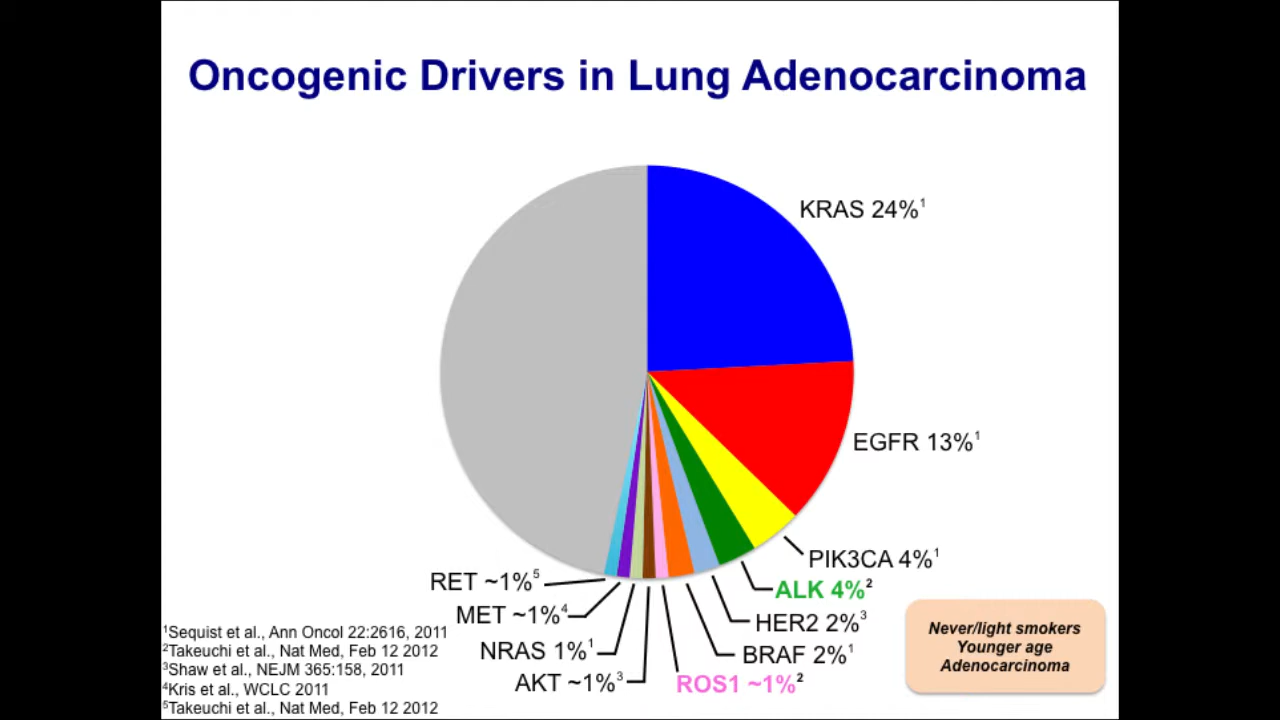 Oncogenic Drivers in Lung Adenocarcinoma
KRAS 24%¹
EGFR 13%¹
PIK3CA 4%¹
ALK 4%²
HER2 2%³
BRAF 2%¹
ROS1 ~1%²
AKT ~1%³
NRAS 1%¹
MET ~1%⁴
RET ~1%⁵
¹Sequist et al., Ann Oncol 22:2616, 2011
²Takeuchi et al., Nat Med, Feb 12 2012
³Shaw et al., NEJM 365:158, 2011
⁴Kris et al., WCLC 2011
⁵Takeuchi et al., Nat Med, Feb 12 2012
Never/light smokers
Younger age
Adenocarcinoma